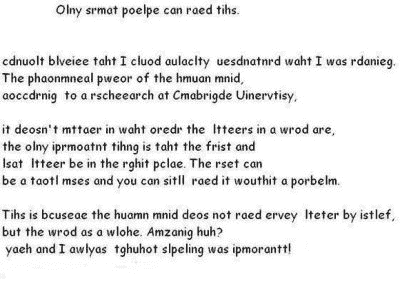 Olny srmat poelpe can raed tihs.
cdnuolt blveiee taht I cluod aulaclty uesdnatnrd waht I was rdanieg.
The phaonmneal pweor of the hmuan mnid,
aoccdrnig to a rscheearch at Cmabrigde Uinervtisy,
it deosn't mttaer in waht oredr the ltteers in a wrod are,
the olny iprmoatnt tihng is taht the frist and
lsat ltteer be in the rghit pclae. The rset can
be a taotl mses and you can sitll raed it wouthit a porbelm.
Tihs is bcuseae the huamn mnid deos not raed ervey lteter by istlef,
but the wrod as a wlohe. Amzanig huh?
yaeh and I awlyas tghuhot slpeling was ipmorantt!